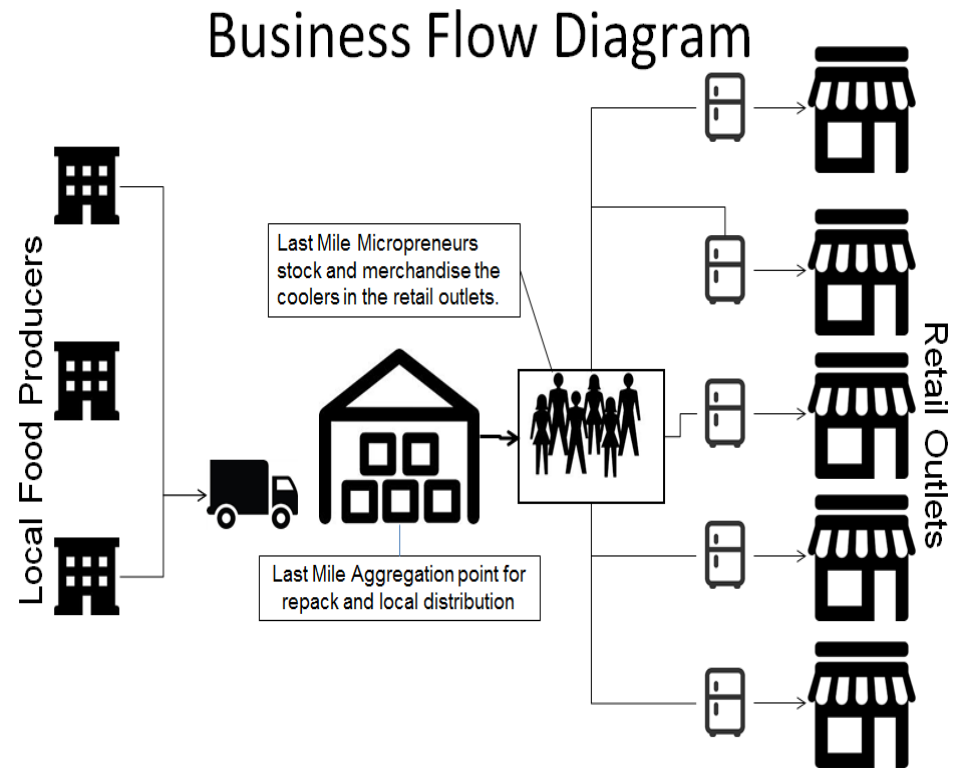 Business Flow Diagram
Local Food Producers
Last Mile Micropreneurs
stock and merchandise the
coolers in the retail outlets.
Last Mile Aggregation point for
repack and local distribution
Retail Outlets